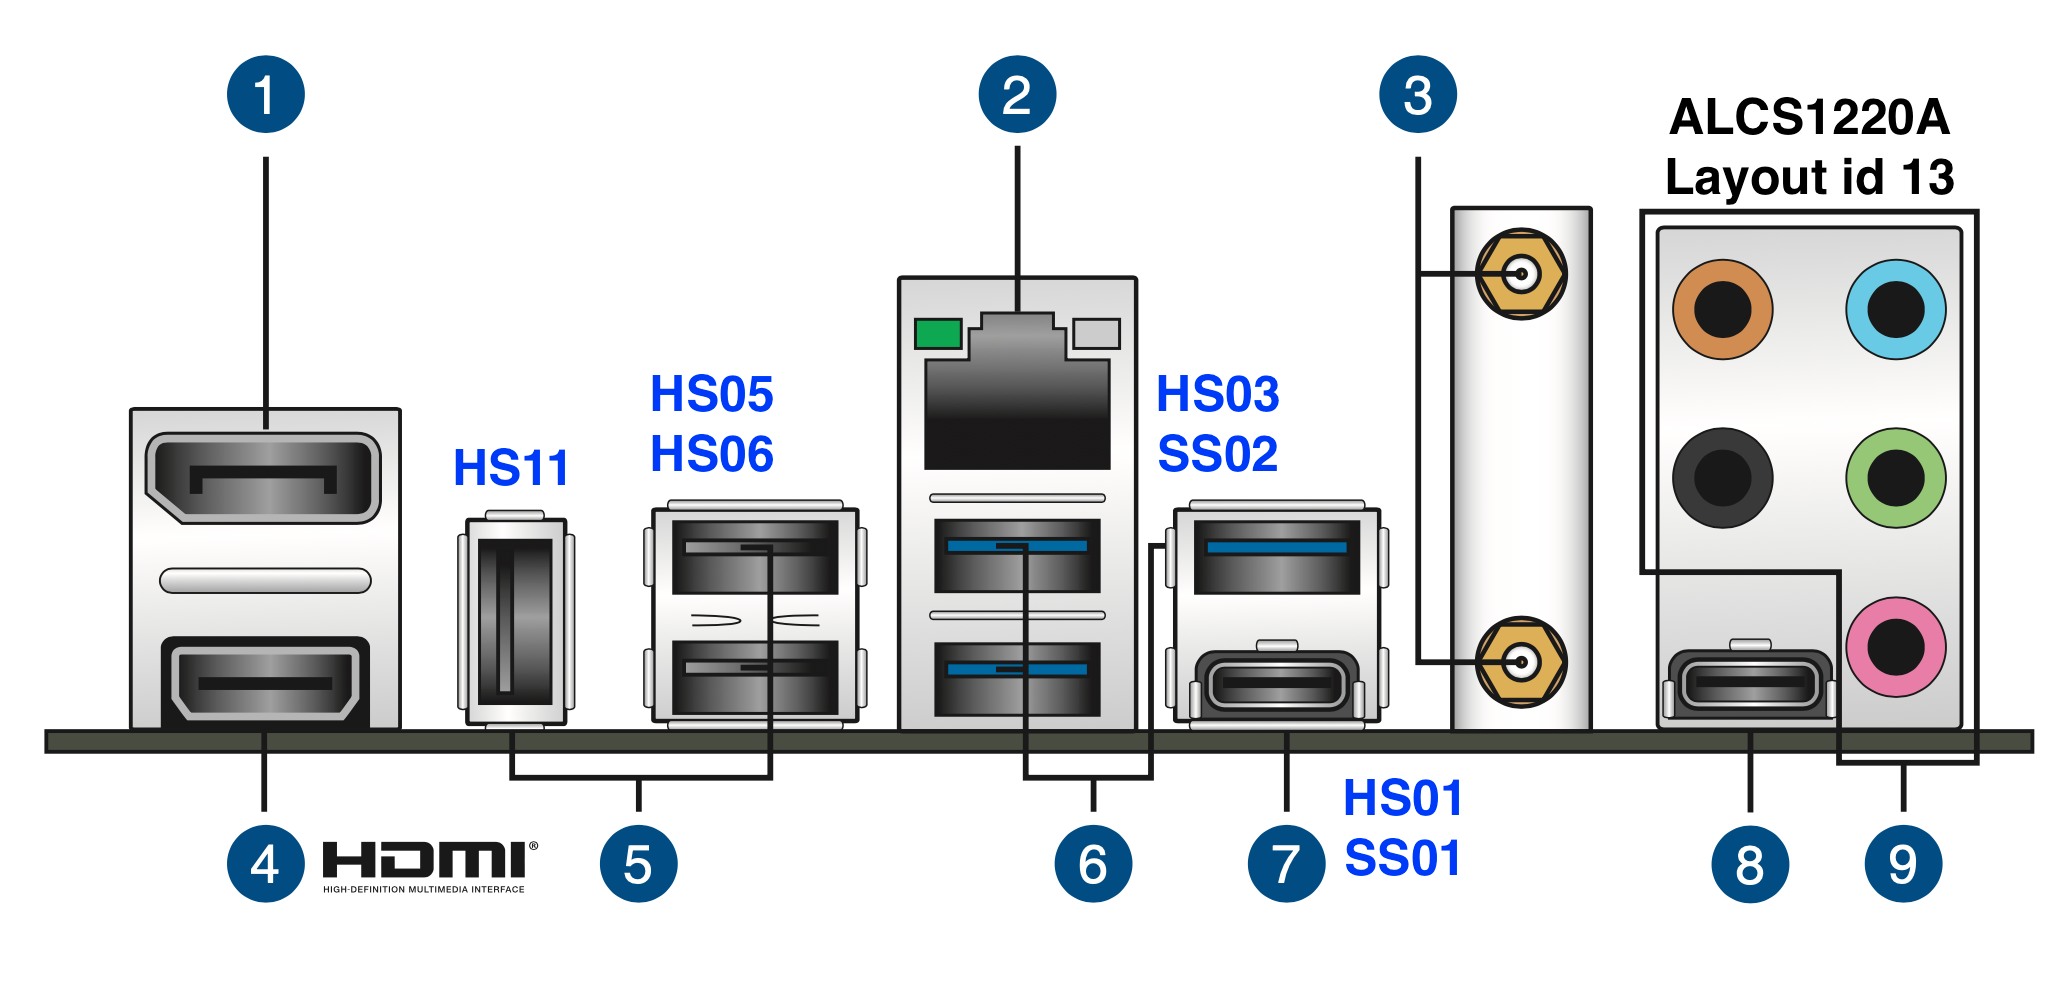 1
2
3
ALCS1220A
Layout id 13
HS05
HS06
HS03
SS02
HS11
HS01
SS01
4
HDMI®
HIGH-DEFINITION MULTIMEDIA INTERFACE
5
6
7
8
9